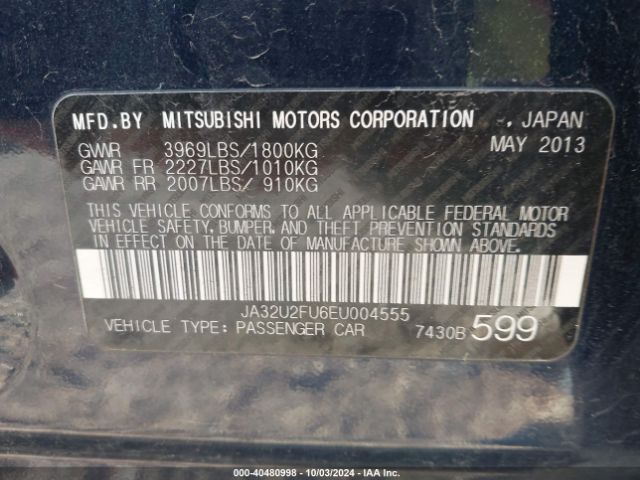 MFD.BY MITSUBISHI MOTORS CORPORATION -, JAPAN
GWR 3969LBS/1800KG MAY 2013
GAWR FR 2227LBS/1010KG
GAWR RR 2007LBS/ 910KG
THIS VEHICLE CONFORMS TO ALL APPLICABLE FEDERAL MOTOR
VEHICLE SAFETY, BUMPER, AND THEFT PREVENTION STANDARDS
IN EFFECT ON THE DATE OF MANUFACTURE SHOWN ABOVE.
JA32U2FU6EU004555
VEHICLE TYPE: PASSENGER CAR 7430B 599
000-40480998 - 10/03/2024 - IAA Inc.